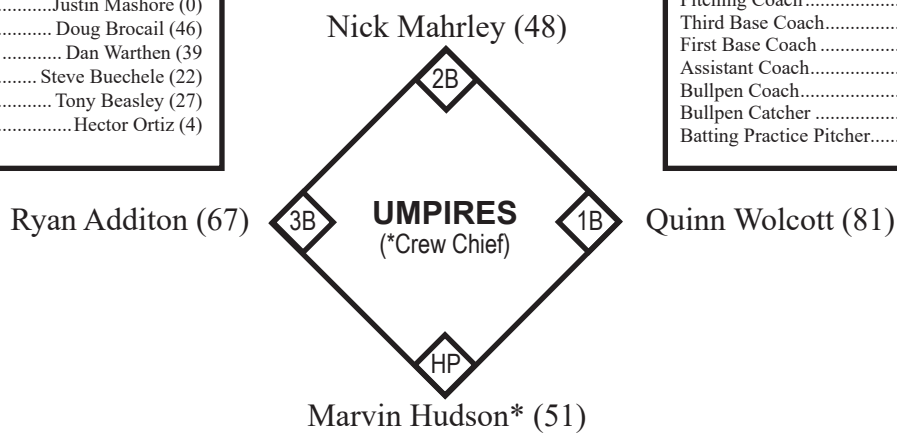 Justin Mashore (0)
Doug Brocail (46)
Dan Warthen (39
Steve Buechele (22)
Tony Beasley (27)
Hector Ortiz (4)
Pitching Coach
Third Base Coach
First Base Coach
Assistant Coach
Bullpen Coach
Bullpen Catcher
Batting Practice Pitcher
Nick Mahrley (48)
2B
Ryan Additon (67)
3B
UMPIRES
(*Crew Chief)
1B
Quinn Wolcott (81)
HP
Marvin Hudson* (51)